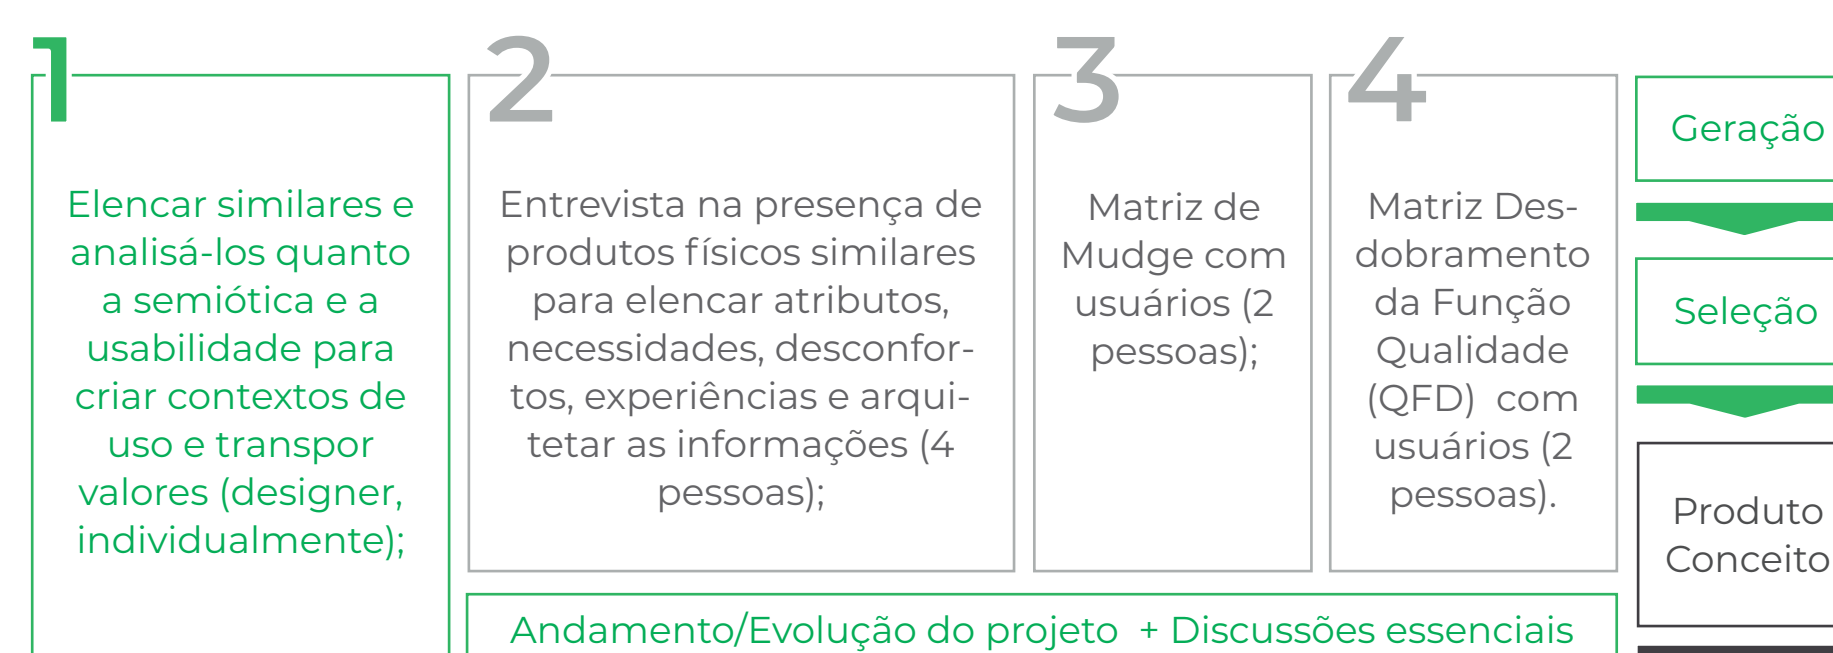 1
Elencar similares e
analisá-los quanto
a semiótica e a
usabilidade para
criar contextos de
uso e transpor
valores (designer,
individualmente);
2
Entrevista na presença de
produtos físicos similares
para elencar atributos,
necessidades, desconfor-
tos, experiências e arqui-
tetar as informações (4
pessoas);
3
Matriz de
Mudge com
usuários (2
pessoas);
4
Matriz Des-
dobramento
da Função
Qualidade
(QFD) com
usuários (2
pessoas).
Andamento/Evolução do projeto + Discussões essenciais
Geração
Seleção
Produto
Conceito